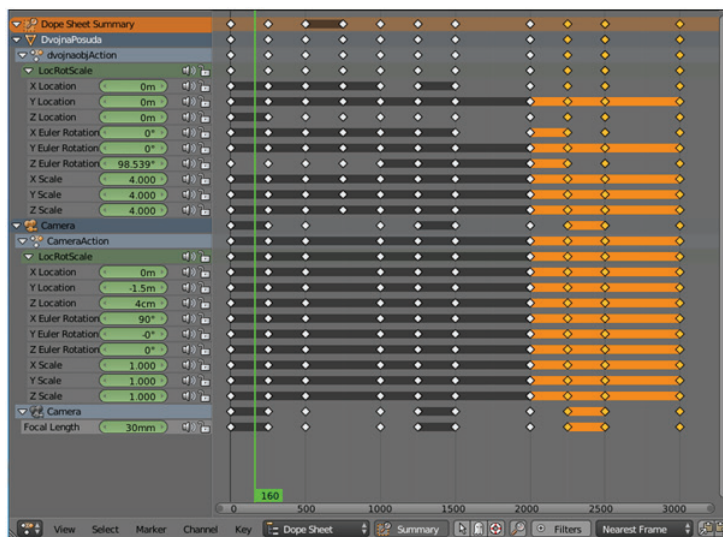 Dope Sheet Summary
DvojnaPosuda
dvojnaobjAction
LocRotScale
X Location 0m
Y Location 0m
Z Location 0m
X Euler Rotation 0°
Y Euler Rotation 0°
Z Euler Rotation 98.539°
X Scale 4.000
Y Scale 4.000
Z Scale 4.000
Camera
CameraAction
LocRotScale
X Location 0m
Y Location -1.5m
Z Location 4cm
X Euler Rotation 90°
Y Euler Rotation -0°
Z Euler Rotation 0°
X Scale 1.000
Y Scale 1.000
Z Scale 1.000
Camera
Focal Length 30mm
160
0 500 1000 1500 2000 2500 3000
View Select Marker Channel Key Dope Sheet Summary Filters Nearest Frame